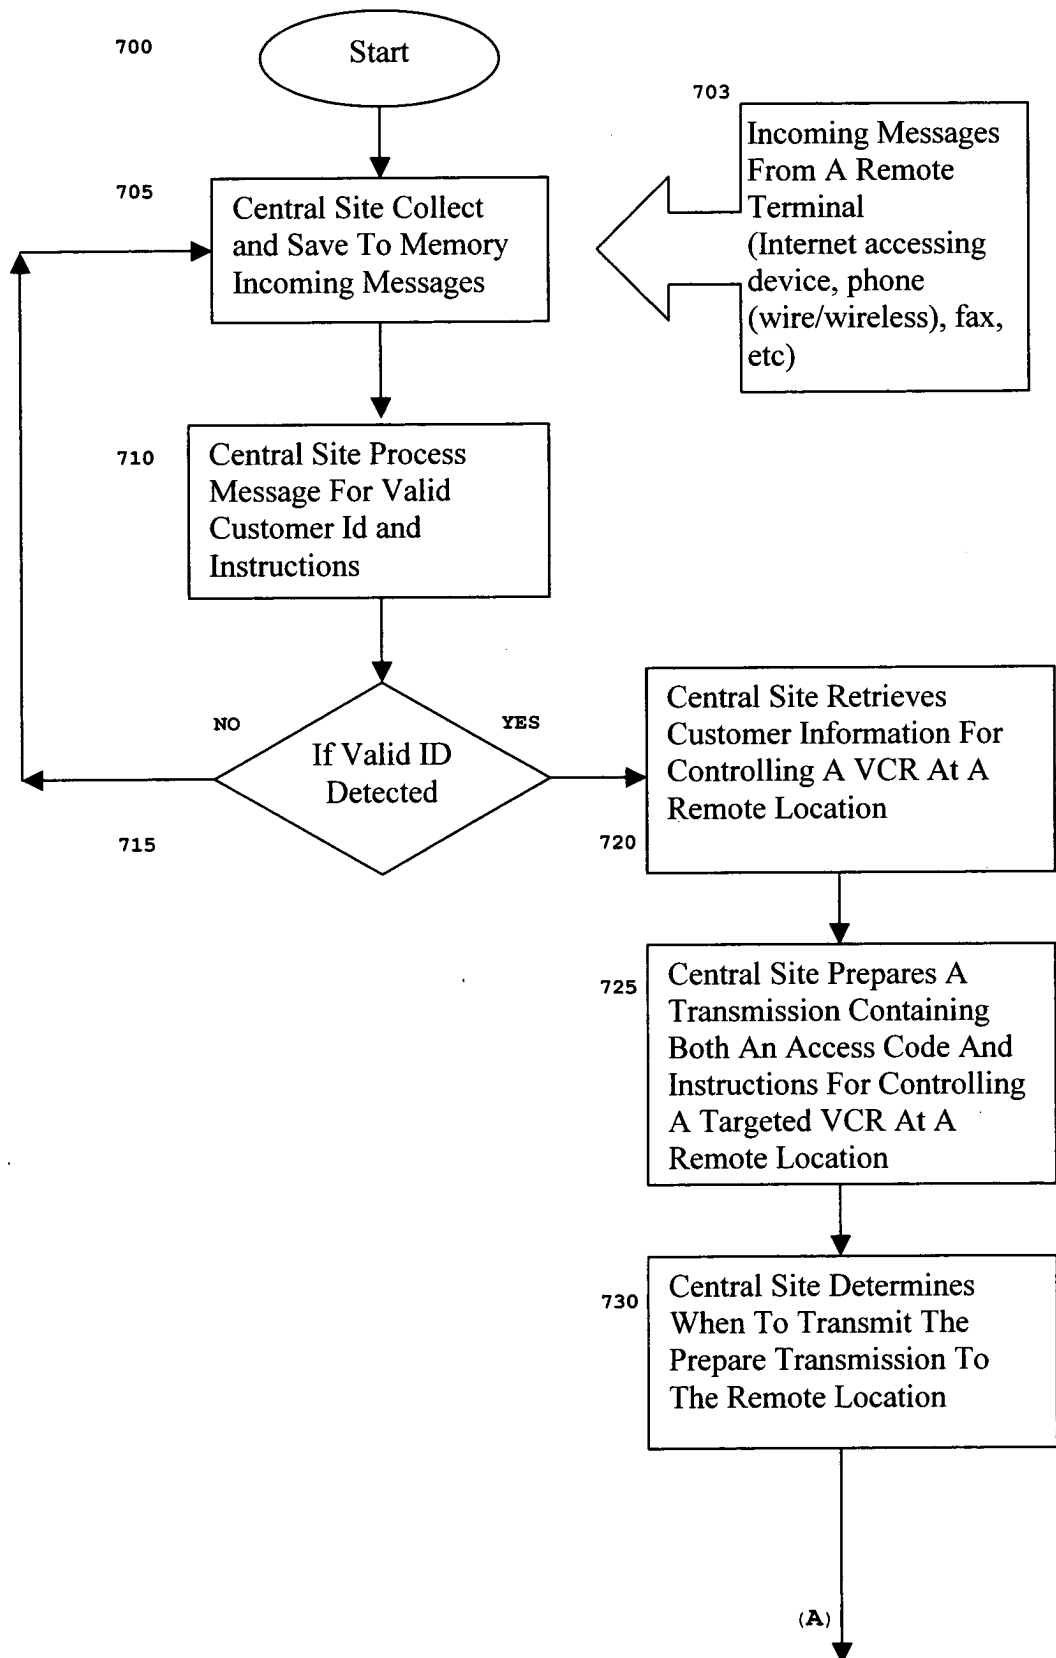 700
Start
703
Incoming Messages
From A Remote
Terminal
(Internet accessing
device, phone
(wire/wireless), fax,
etc)
705
Central Site Collect
and Save To Memory
Incoming Messages
710
Central Site Process
Message For Valid
Customer Id and
Instructions
NO
YES
If Valid ID
Detected
715
Central Site Retrieves
Customer Information For
Controlling A VCR At A
Remote Location
720
725
Central Site Prepares A
Transmission Containing
Both An Access Code And
Instructions For Controlling
A Targeted VCR At A
Remote Location
730
Central Site Determines
When To Transmit The
Prepare Transmission To
The Remote Location
(A)